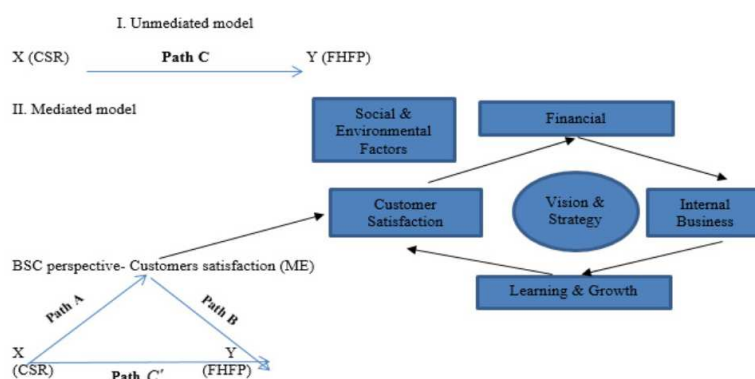 I. Unmediated model
X (CSR)
Path C
Y (FHFP)
II. Mediated model
Social &
Environmental
Factors
Financial
Customer
Satisfaction
Vision &
Strategy
Internal
Business
BSC perspective- Customers satisfaction (ME)
Learning & Growth
Path A
Path B
X
(CSR)
Y
(FHFP)
Path C'